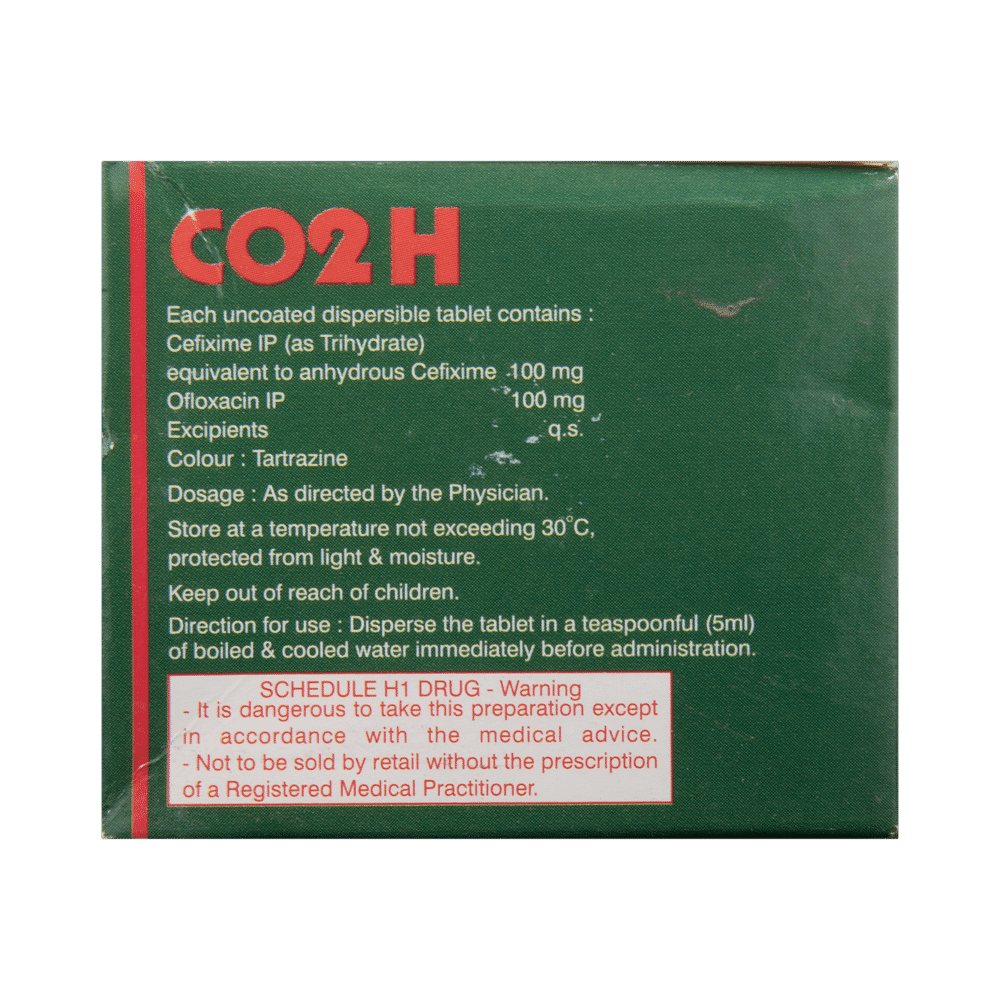 CO2H
Each uncoated dispersible tablet contains :
Cefixime IP (as Trihydrate)
equivalent to anhydrous Cefixime 100 mg
Ofloxacin IP 100 mg
Excipients q.s.
Colour : Tartrazine
Dosage : As directed by the Physician.
Store at a temperature not exceeding 30°C,
protected from light & moisture.
Keep out of reach of children.
Direction for use : Disperse the tablet in a teaspoonful (5ml)
of boiled & cooled water immediately before administration.
SCHEDULE H1 DRUG - Warning
- It is dangerous to take this preparation except
in accordance with the medical advice.
- Not to be sold by retail without the prescription
of a Registered Medical Practitioner.